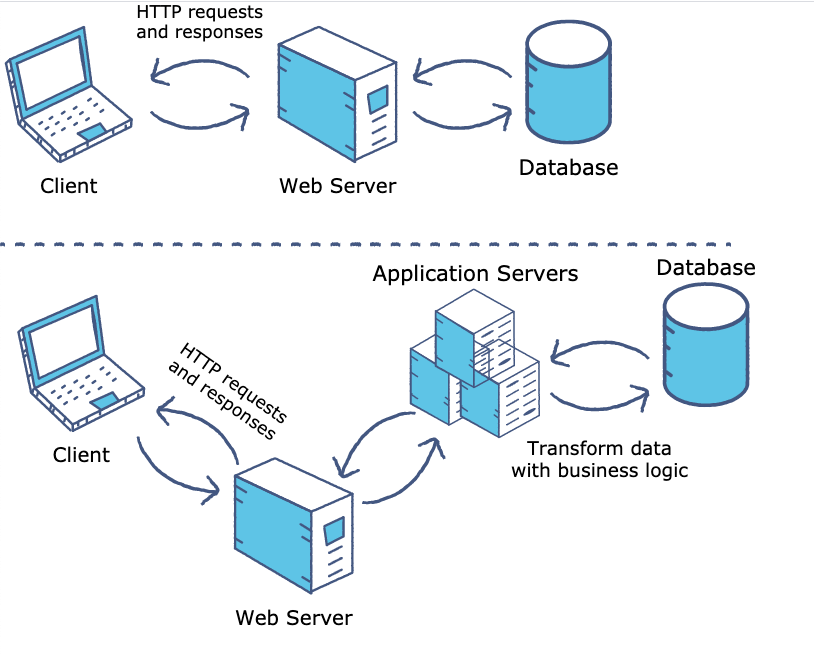 HTTP requests
and responses
Client
Web Server
Database
Application Servers
Database
HTTP requests
and responses
Client
Transform data
with business logic
Web Server